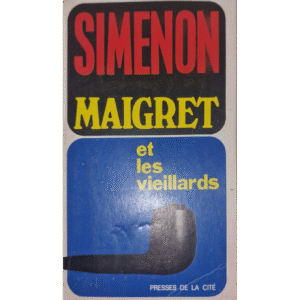 SIMENON
MAIGRET
et
les
vieillards
PRESSES DE LA CITÉ